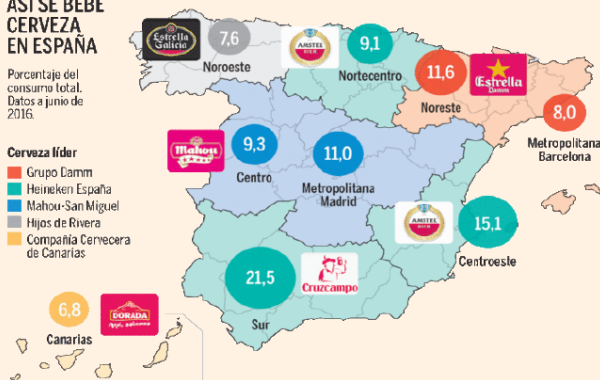 ASÍ SE BEBE
CERVEZA
EN ESPAÑA
Porcentaje del
consumo total.
Datos a junio de
2016.
Cerveza líder
Grupo Damm
Heineken España
Mahou-San Miguel
Hijos de Rivera
Compañía Cervecera
de Canarias
Estrella
Galicia
7,6
Noroeste
AMSTEL
9,1
Nortecentro
11,6
Noreste
Estrella
Damm
8,0
Metropolitana
Barcelona
Mahou
9,3
Centro
11,0
Metropolitana
Madrid
AMSTEL
15,1
Centroeste
21,5
Sur
Cruzcampo
6,8
Canarias
DORADA